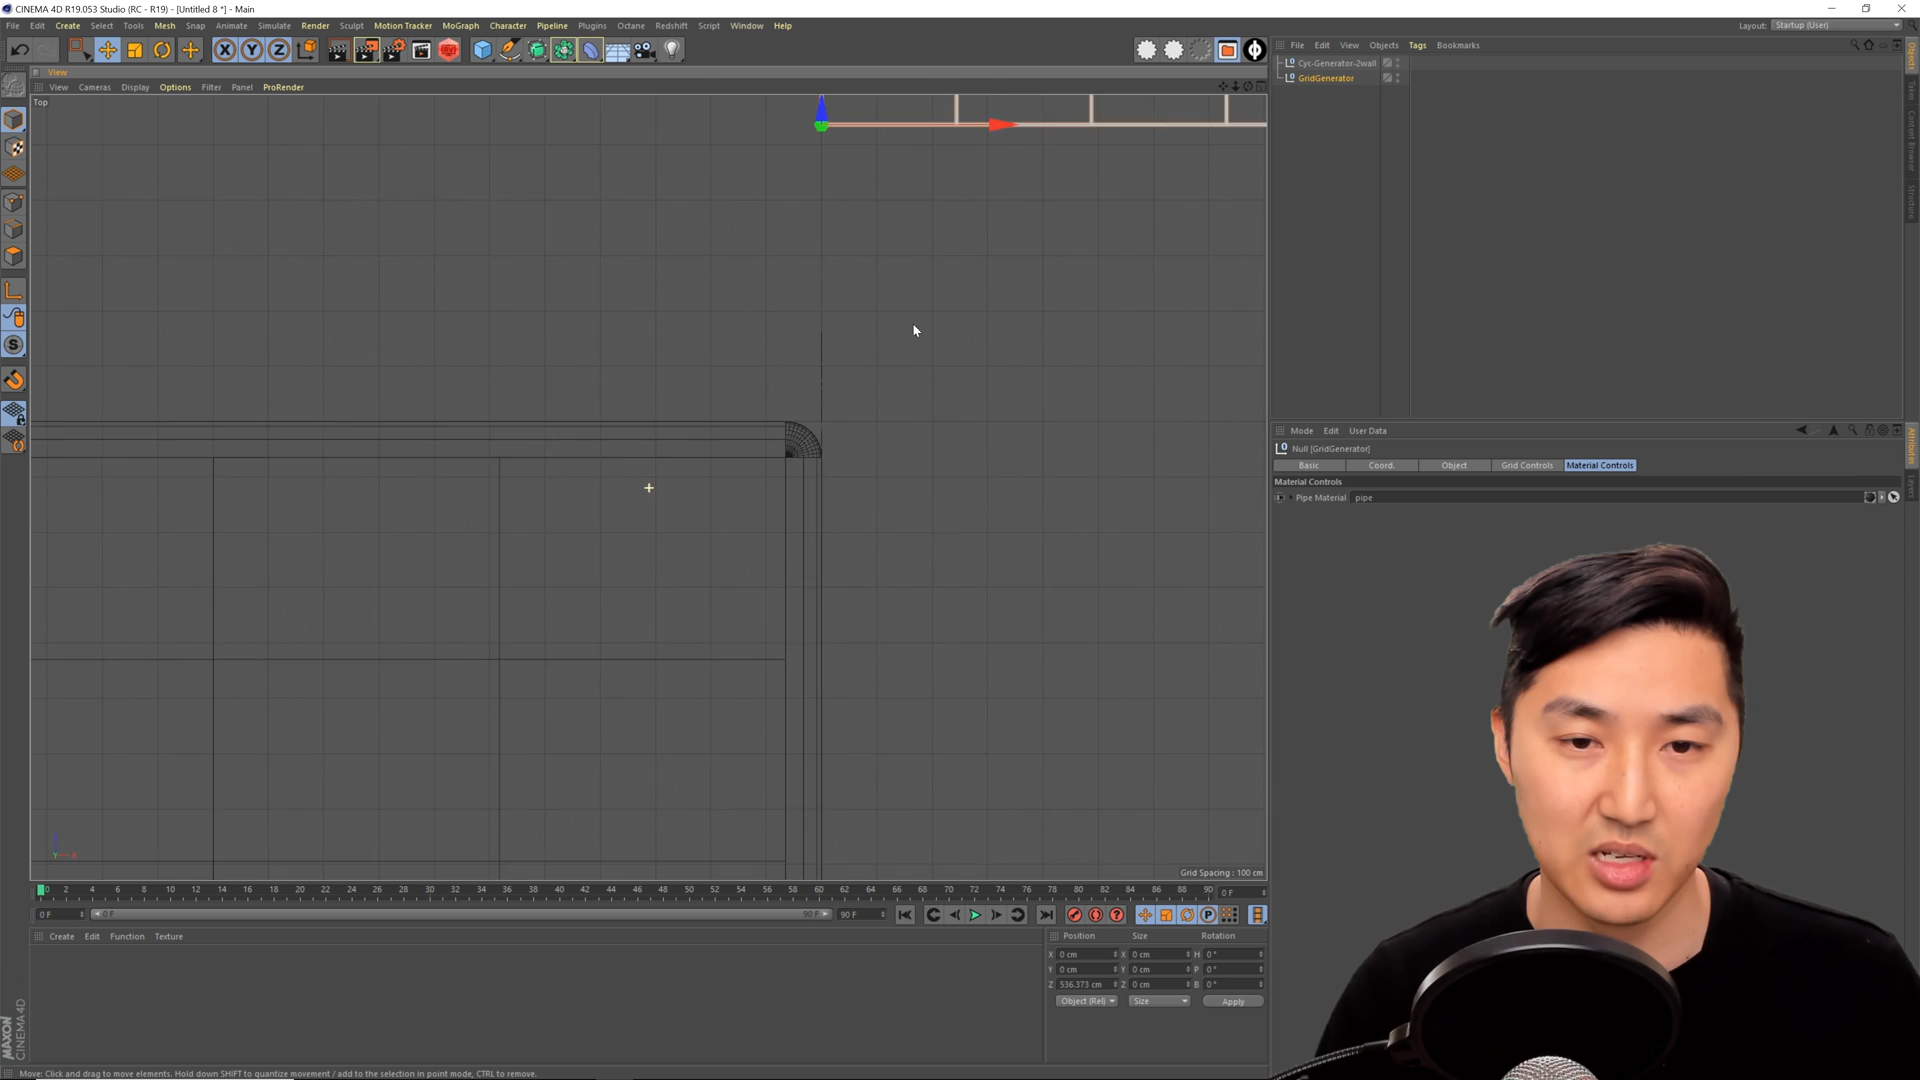 CINEMA 4D R19.053 Studio (RC - R19) - [Untitled 8 *] - Main
File Edit Create Select Tools Mesh Snap Animate Simulate Render Sculpt Motion Tracker MoGraph Character Pipeline Plugins Octane Redshift Script Window Help
Layout: Startup (User)
File Edit View Objects Tags Bookmarks
Cyc-Generator-2wall
GridGenerator
View
View Cameras Display Options Filter Panel ProRender
Top
Mode Edit User Data
Null [GridGenerator]
Basic Coord. Object Grid Controls Material Controls
Material Controls
Pipe Material pipe
Objects
Takes
Content Browser
Structure
Attributes
Layers
Y X
Grid Spacing : 100 cm
0 2 4 6 8 10 12 14 16 18 20 22 24 26 28 30 32 34 36 38 40 42 44 46 48 50 52 54 56 58 60 62 64 66 68 70 72 74 76 78 80 82 84 86 88 90 0 F
0 F 0 F 90 F 90 F
Create Edit Function Texture
Position Size Rotation
X 0 cm X 0 cm H 0 °
Y 0 cm Y 0 cm P 0 °
Z 536.373 cm Z 0 cm B 0 °
Object (Rel) Size Apply
MAXON
CINEMA 4D
Move: Click and drag to move elements. Hold down SHIFT to quantize movement / add to the selection in point mode, CTRL to remove.